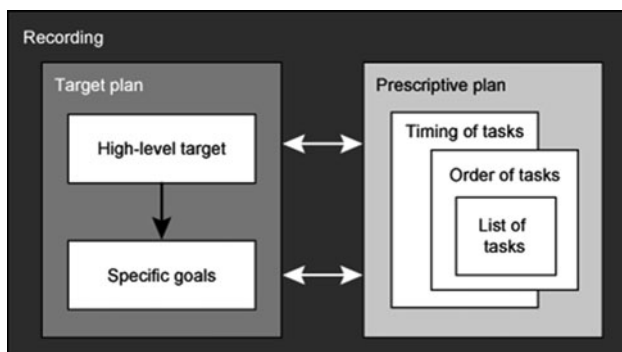 Recording
Target plan
High-level target
Specific goals
Prescriptive plan
Timing of tasks
Order of tasks
List of
tasks